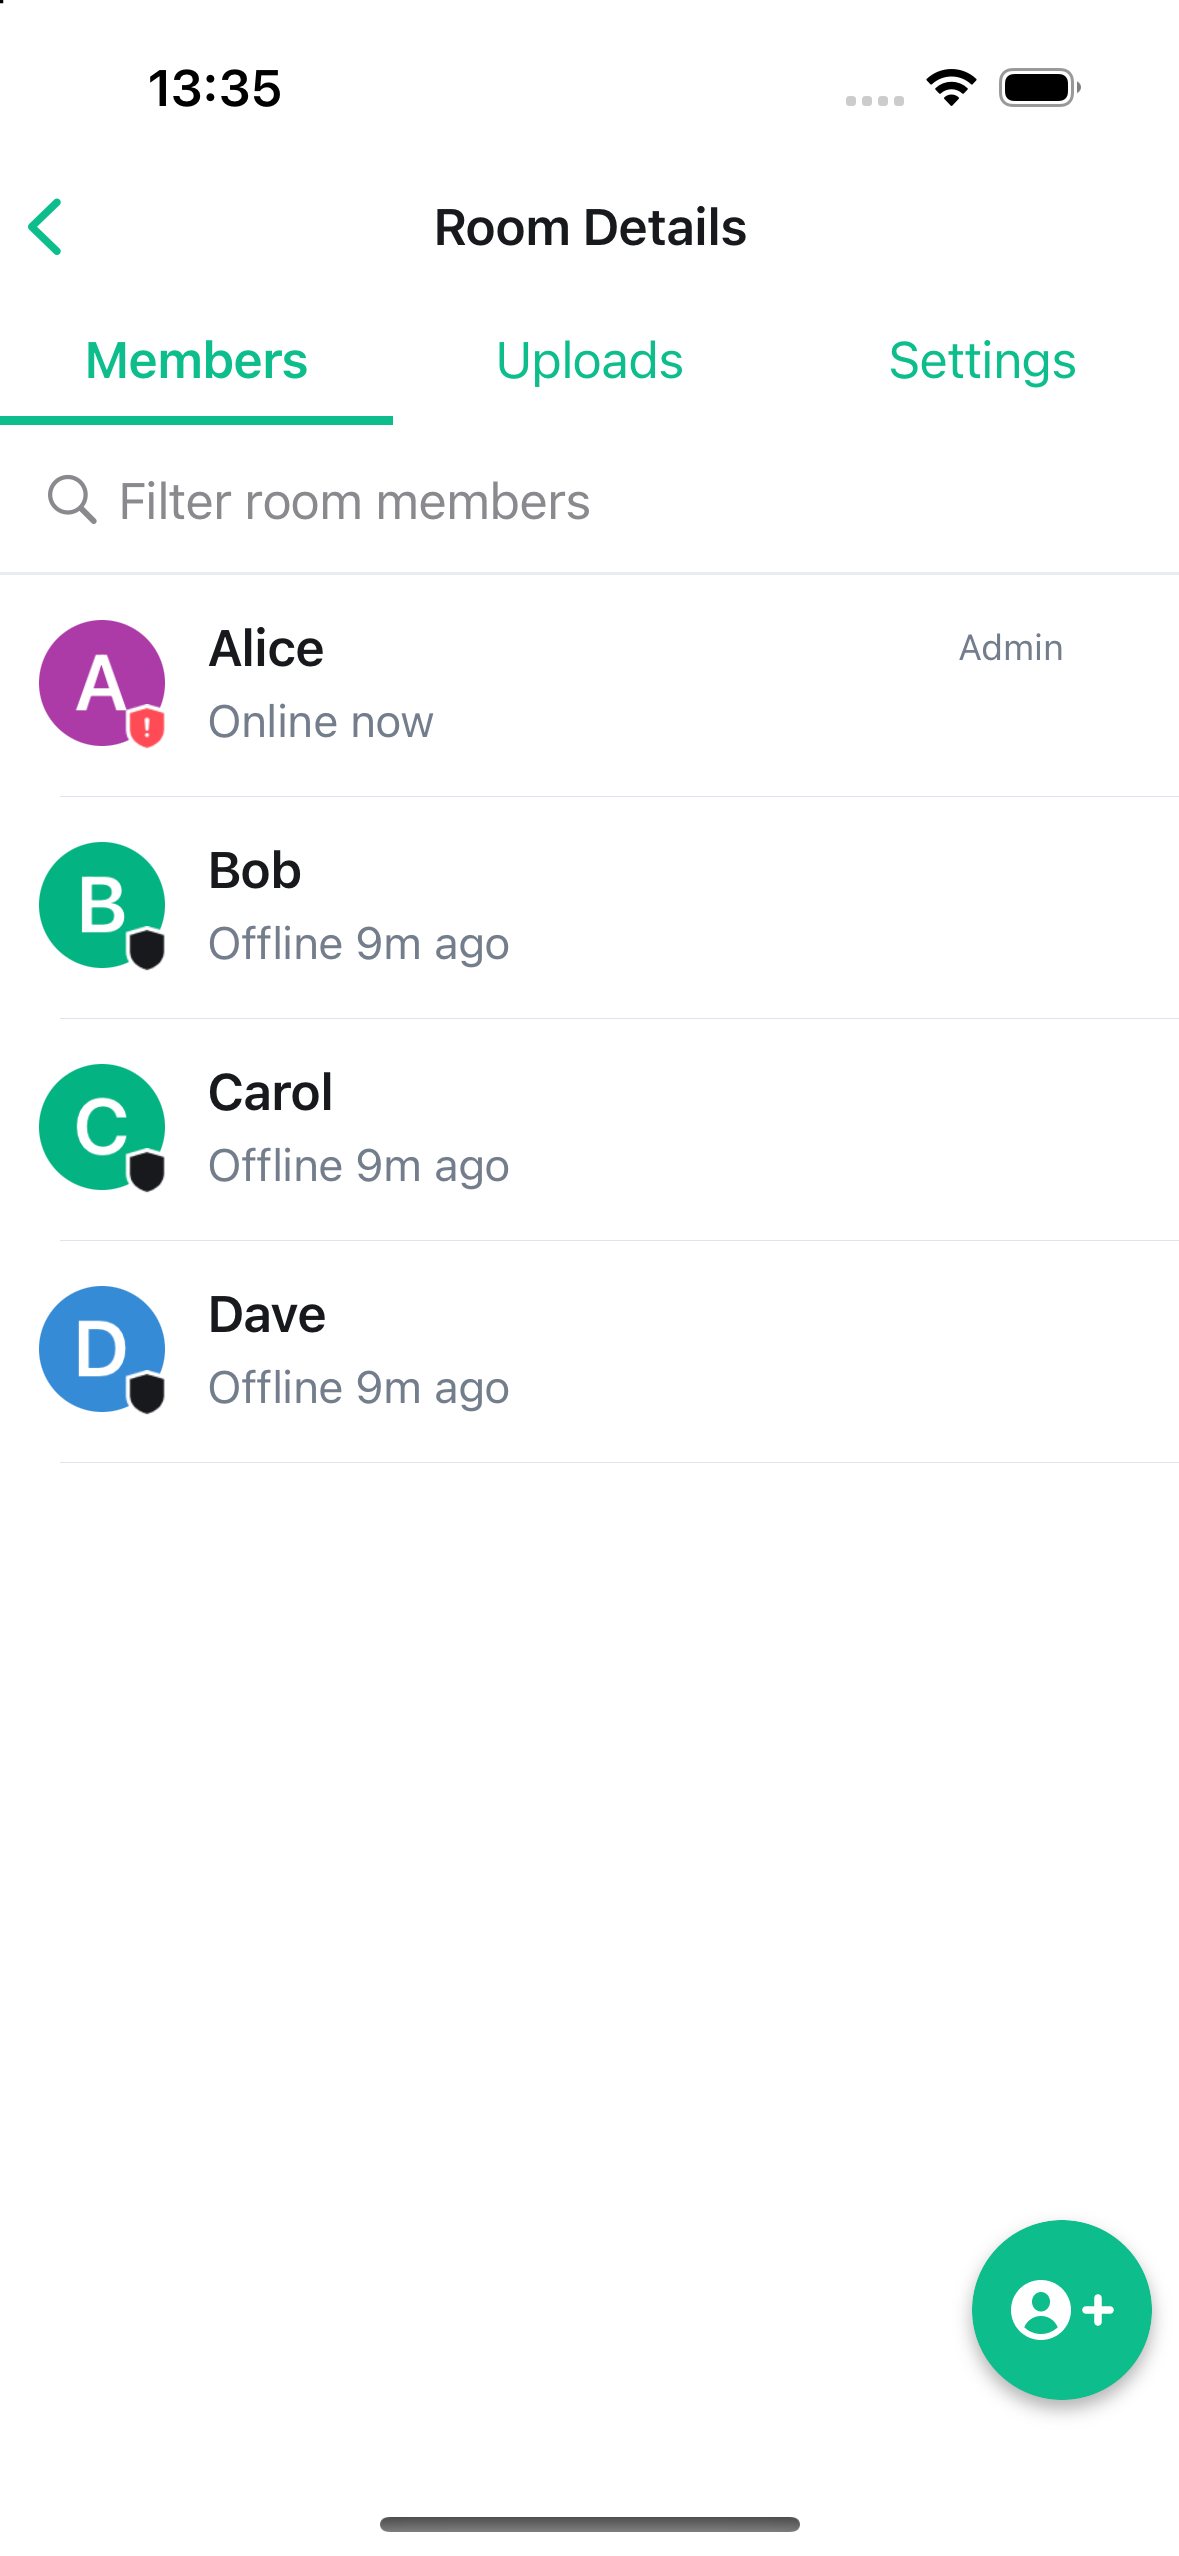 13:35
Room Details
Members Uploads Settings
Filter room members
A Alice Admin
Online now
B Bob
Offline 9m ago
C Carol
Offline 9m ago
D Dave
Offline 9m ago